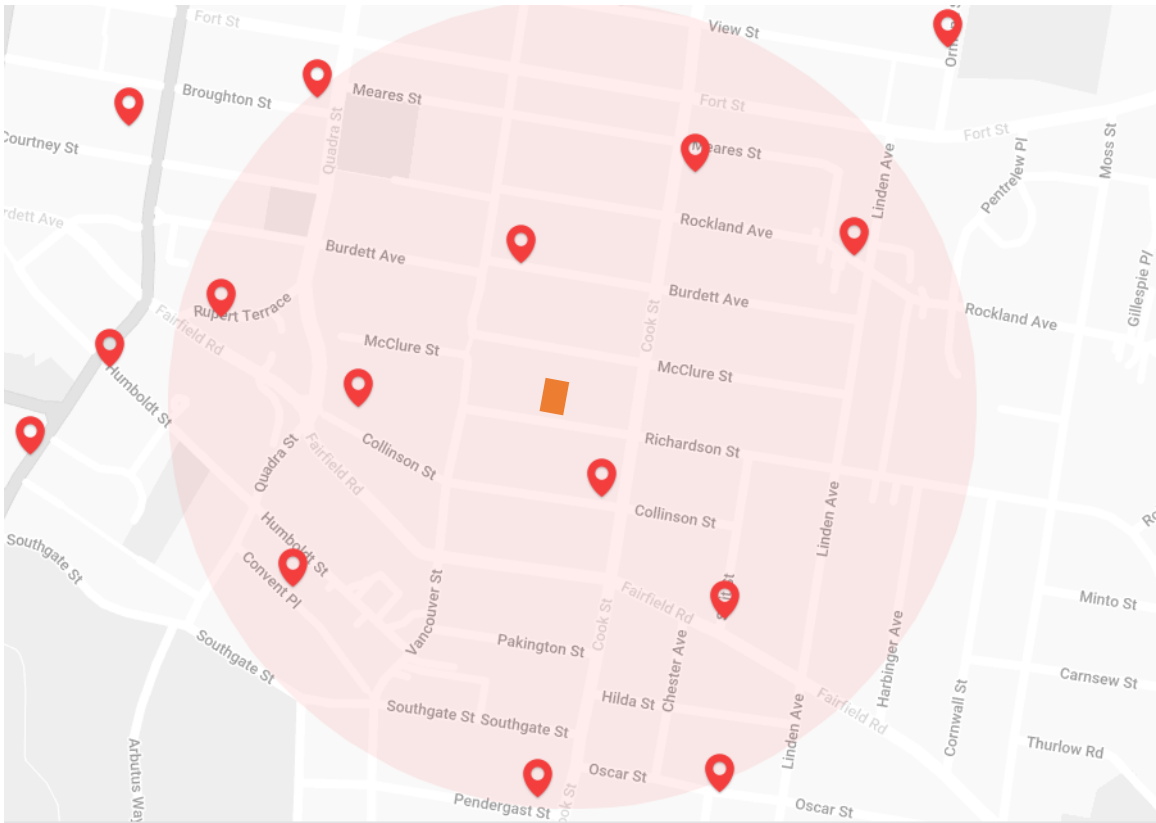 Fort St
View St
Broughton St
Meares St
Fort St
Fort St
Courtney St
Quadra St
Meares St
Linden Ave
Pentrelew Pl
Moss St
Burdett Ave
Rockland Ave
Burdett Ave
Gillespie Pl
Rupert Terrace
Burdett Ave
Fairfield Rd
Cook St
Rockland Ave
McClure St
McClure St
Humboldt St
Collinson St
Richardson St
Quadra St
Fairfield Rd
Collinson St
Linden Ave
Southgate St
Humboldt St
Convent Pl
Vancouver St
Fairfield Rd
Minto St
Cook St
Pakington St
Chester Ave
Harbinger Ave
Southgate St
Carnsew St
Hilda St
Fairfield Rd
Cornwall St
Southgate St
Southgate St
Linden Ave
Thurlow Rd
Arbutus Way
Oscar St
Pendergast St
Oscar St